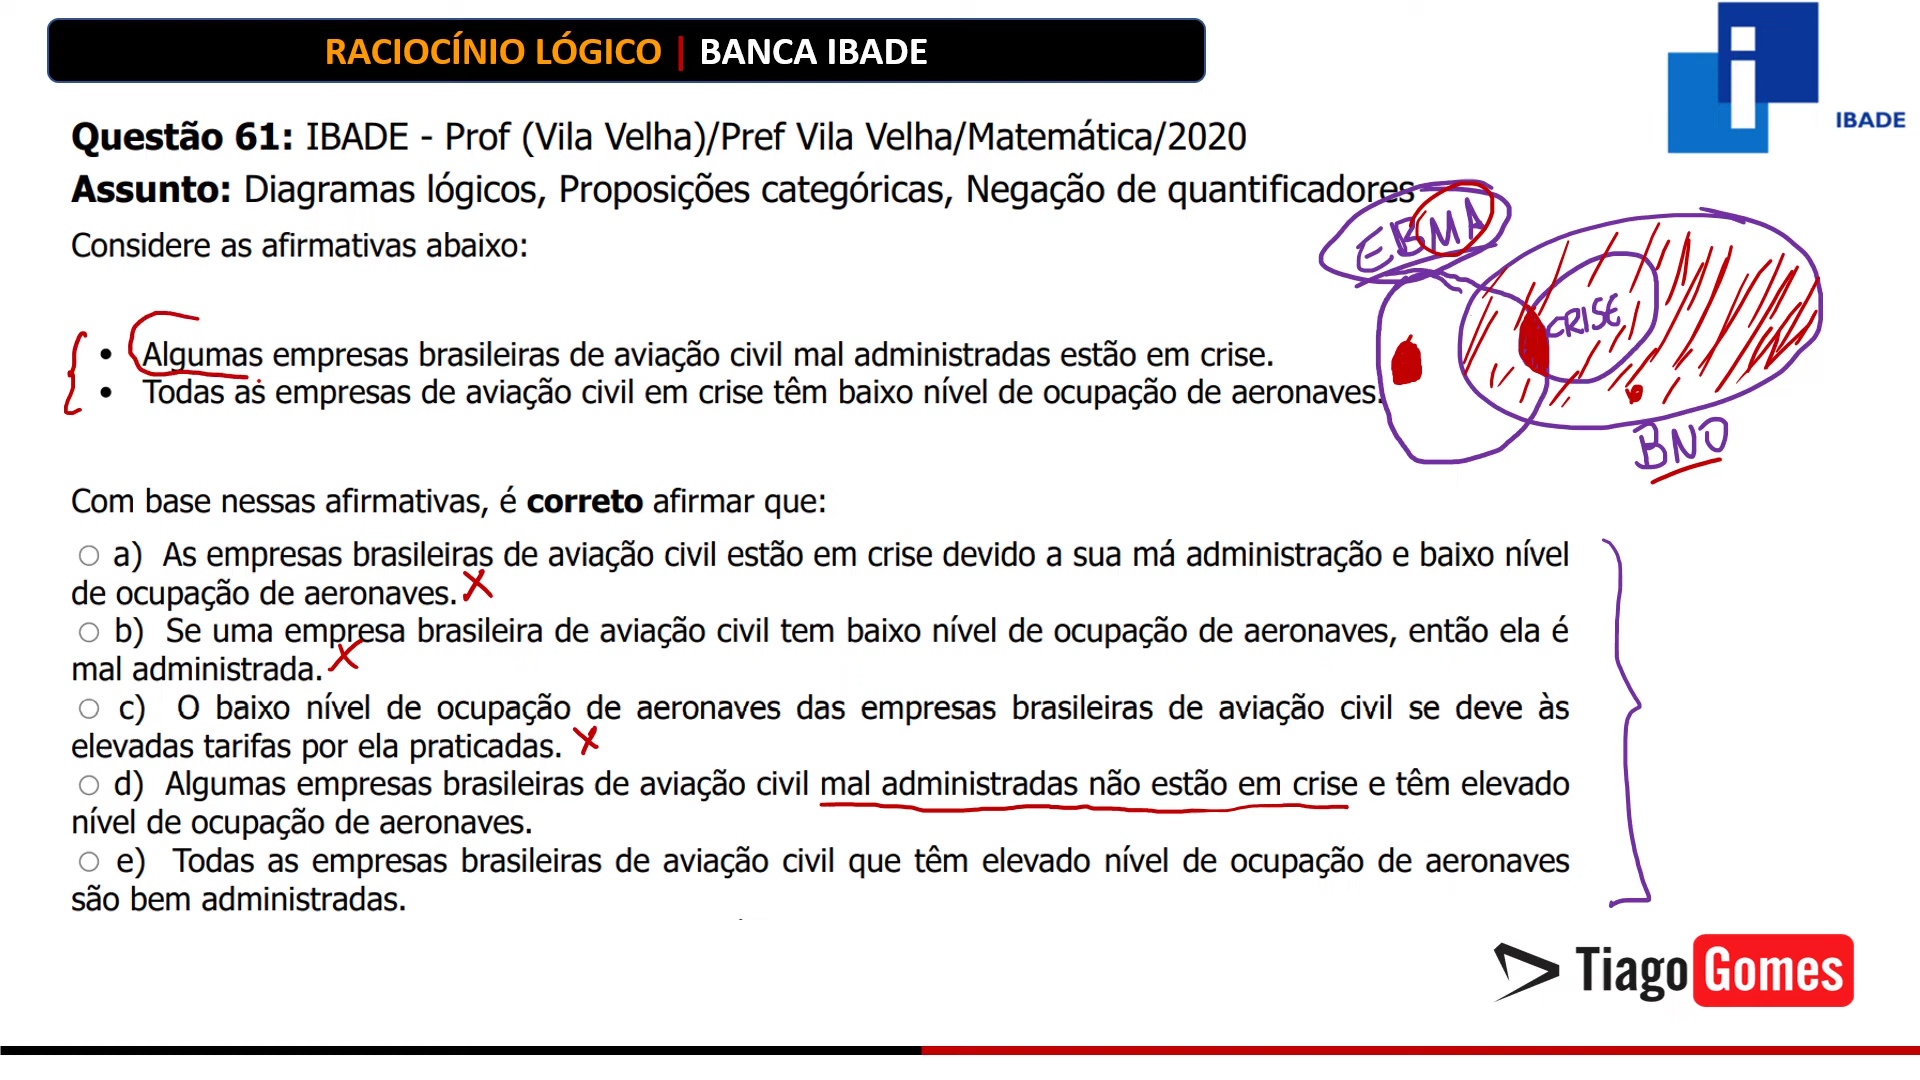 RACIOCÍNIO LÓGICO | BANCA IBADE
IBADE
Questão 61: IBADE - Prof (Vila Velha)/Pref Vila Velha/Matemática/2020
Assunto: Diagramas lógicos, Proposições categóricas, Negação de quantificadores
Considere as afirmativas abaixo:
EBMA
CRISE
BNO
• Algumas empresas brasileiras de aviação civil mal administradas estão em crise.
• Todas as empresas de aviação civil em crise têm baixo nível de ocupação de aeronaves.
Com base nessas afirmativas, é correto afirmar que:
a) As empresas brasileiras de aviação civil estão em crise devido a sua má administração e baixo nível
de ocupação de aeronaves.
b) Se uma empresa brasileira de aviação civil tem baixo nível de ocupação de aeronaves, então ela é
mal administrada.
c) O baixo nível de ocupação de aeronaves das empresas brasileiras de aviação civil se deve às
elevadas tarifas por ela praticadas.
d) Algumas empresas brasileiras de aviação civil mal administradas não estão em crise e têm elevado
nível de ocupação de aeronaves.
e) Todas as empresas brasileiras de aviação civil que têm elevado nível de ocupação de aeronaves
são bem administradas.
Tiago Gomes